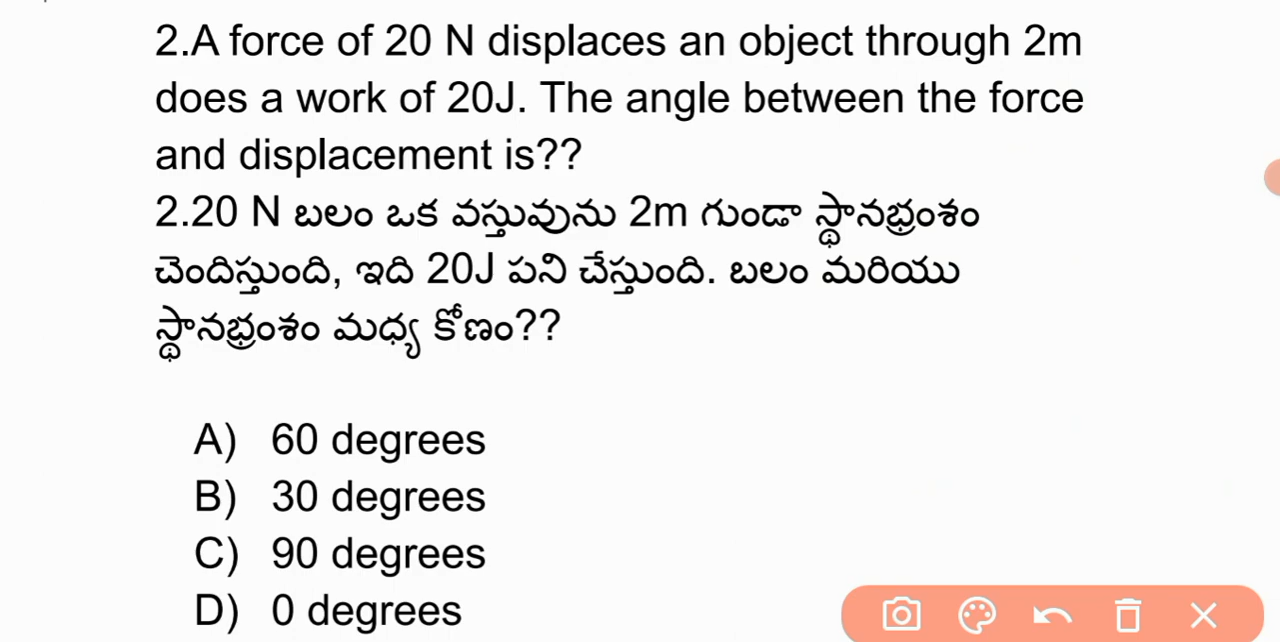 2.A force of 20 N displaces an object through 2m
does a work of 20J. The angle between the force
and displacement is??
2.20 N బలం ఒక వస్తువును 2m గుండా స్థానభ్రంశం
చెందిస్తుంది, ఇది 20J పని చేస్తుంది. బలం మరియు
స్థానభ్రంశం మధ్య కోణం??
A) 60 degrees
B) 30 degrees
C) 90 degrees
D) 0 degrees